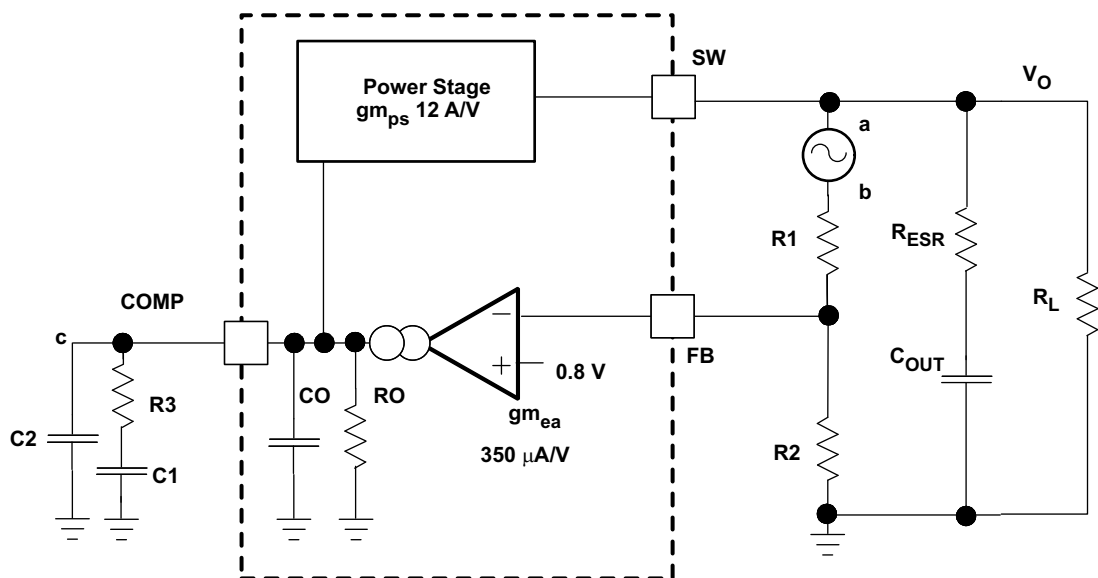 SW
V_O
Power Stage
gm_ps 12 A/V
a
b
R1
R_ESR
R_L
COMP
c
FB
−
+
0.8 V
C_OUT
R3
CO
RO
gm_ea
C2
C1
350 μA/V
R2